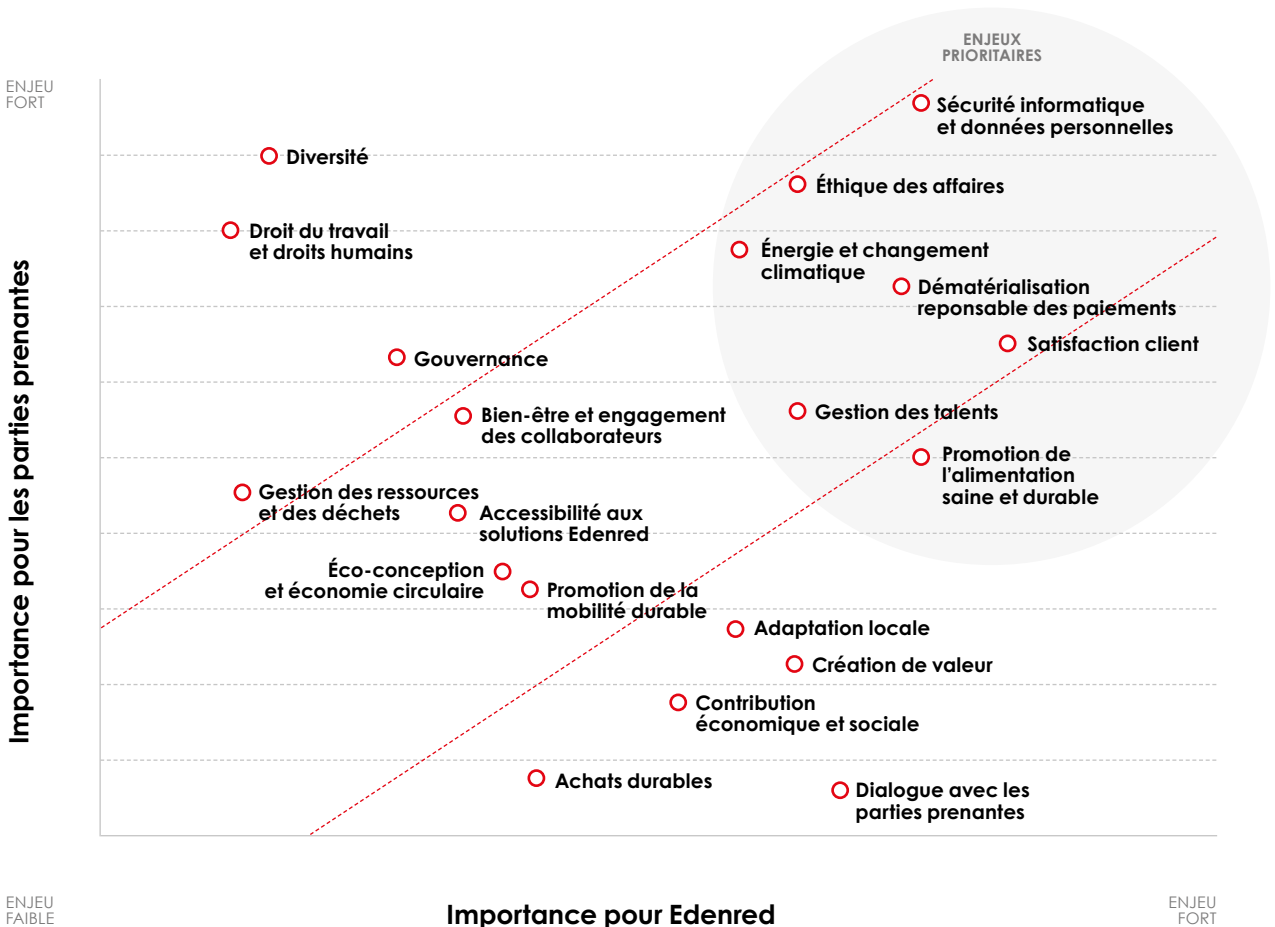 ENJEUX
PRIORITAIRES
ENJEU
FORT
Sécurité informatique
et données personnelles
Diversité
Éthique des affaires
Droit du travail
et droits humains
Énergie et changement
climatique
Dématérialisation
reponsable des paiements
Satisfaction client
Gouvernance
Bien-être et engagement
des collaborateurs
Gestion des talents
Promotion de
l'alimentation
saine et durable
Gestion des ressources
et des déchets
Accessibilité aux
solutions Edenred
Éco-conception
et économie circulaire
Promotion de la
mobilité durable
Adaptation locale
Création de valeur
Contribution
économique et sociale
Achats durables
Dialogue avec les
parties prenantes
Importance pour les parties prenantes
ENJEU
FAIBLE
Importance pour Edenred
ENJEU
FORT